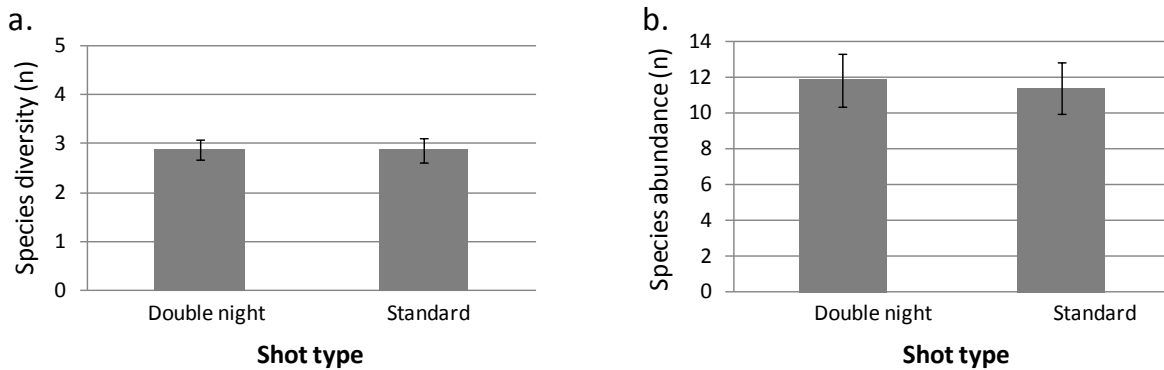 a.
Species diversity (n)
5
4
3
2
1
0
Double night
Standard
Shot type
b.
Species abundance (n)
14
12
10
8
6
4
2
0
Double night
Standard
Shot type